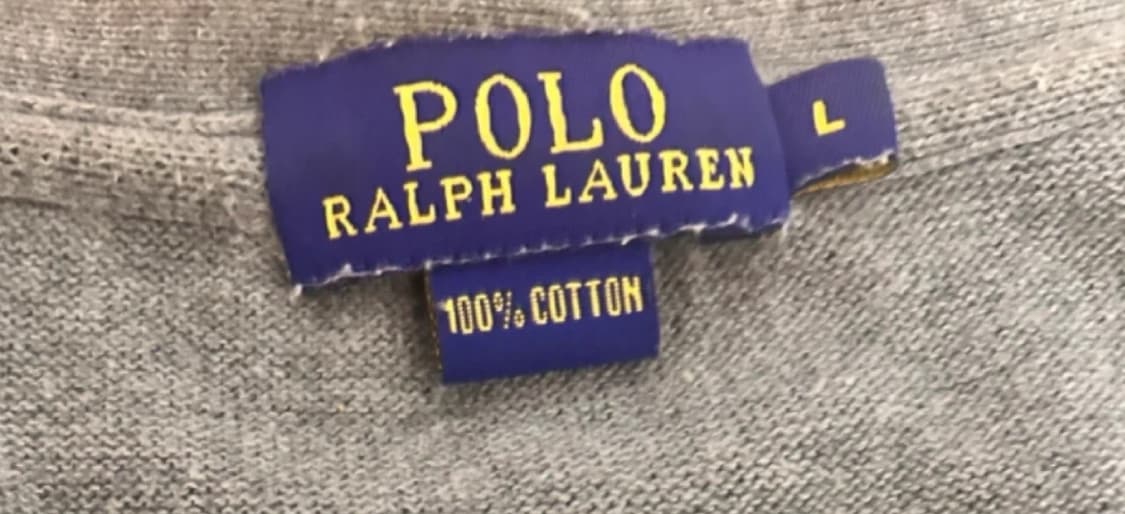 POLO
RALPH LAUREN
L
100% COTTON